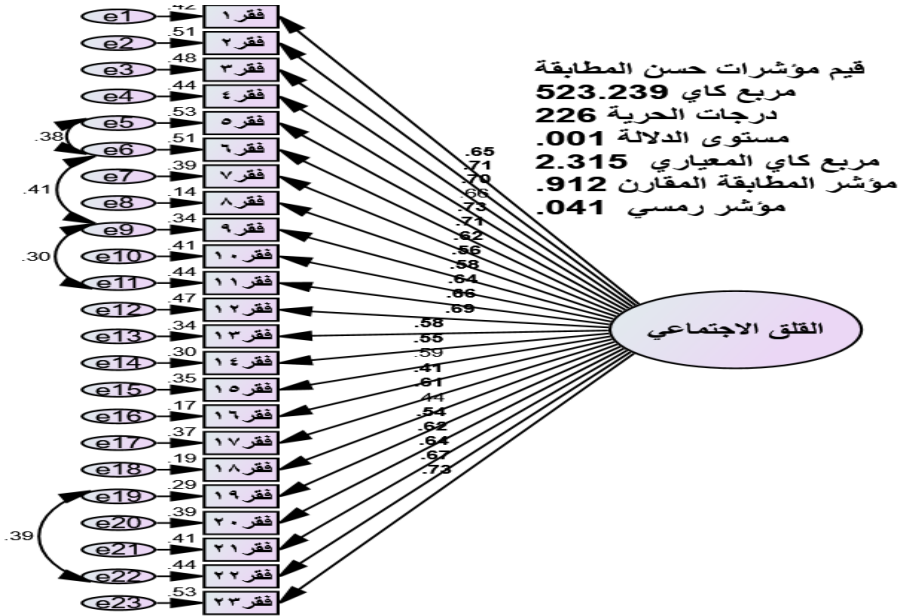 قيم مؤشرات حسن المطابقة
مربع كاي 523.239
درجات الحرية 226
مستوى الدلالة .001
مربع كاي المعياري 2.315
مؤشر المطابقة المقارن .912
مؤشر رمسي .041
القلق الاجتماعي
e1 .42 فقر١
e2 .51 فقر٢
e3 .48 فقر٣
e4 .44 فقر٤
e5 .53 فقر٥
e6 .51 فقر٦
e7 .39 فقر٧
e8 .14 فقر٨
e9 .34 فقر٩
e10 .41 فقر١٠
e11 .44 فقر١١
e12 .47 فقر١٢
e13 .34 فقر١٣
e14 .30 فقر١٤
e15 .35 فقر١٥
e16 .17 فقر١٦
e17 .37 فقر١٧
e18 .19 فقر١٨
e19 .29 فقر١٩
e20 .39 فقر٢٠
e21 .41 فقر٢١
e22 .44 فقر٢٢
e23 .53 فقر٢٣
.38
.41
.30
.39
.65
.71
.70
.66
.73
.71
.62
.56
.58
.64
.66
.69
.58
.55
.59
.41
.61
.44
.54
.62
.64
.67
.73